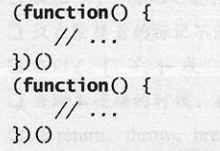 (function() {
    // ...
})()
(function() {
    // ...
})()